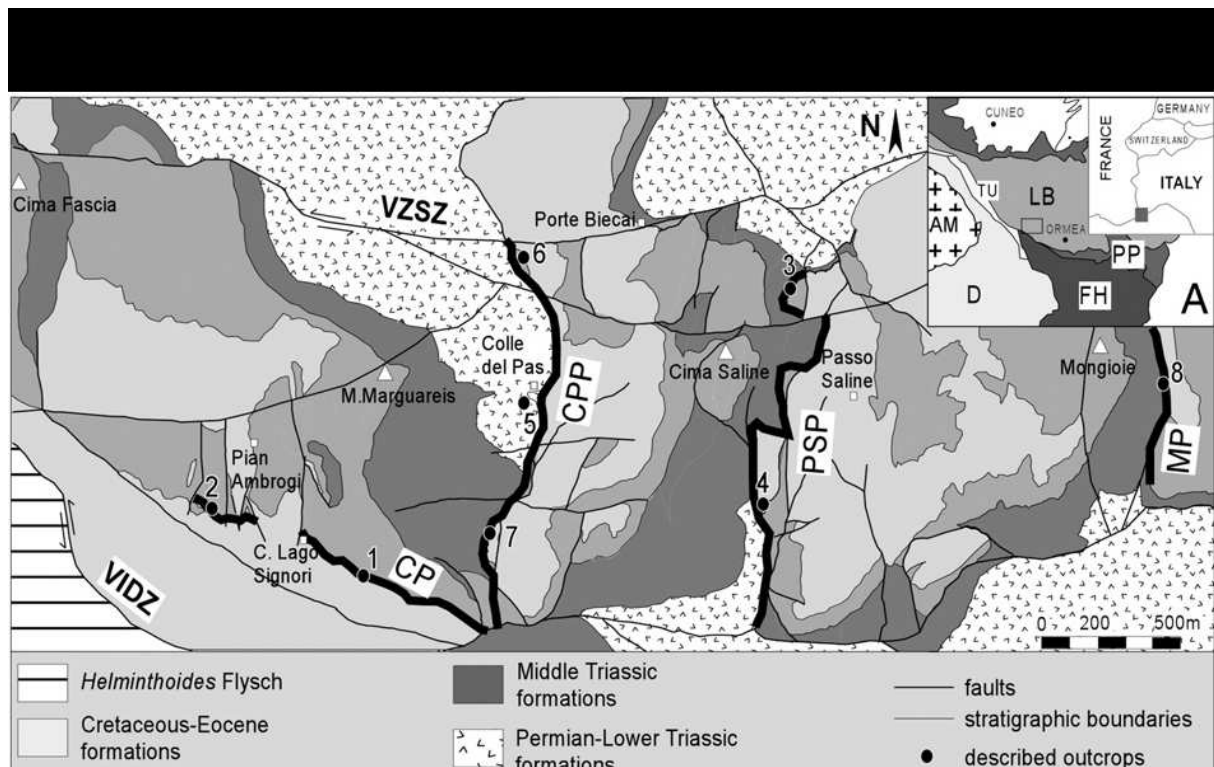 CUNEO
GERMANY
SWITZERLAND
FRANCE
ITALY
TU
LB
AM
ORMEA
PP
D
FH
A
N
Cima Fascia
VZSZ
Porte Biecai
6
3
Colle
del Pas
5
CPP
M.Marguareis
Cima Saline
Passo
Saline
Mongioie
8
MP
PSP
4
Pian
Ambrogi
2
C. Lago
Signori
1
CP
7
VIDZ
0 200 500m
Helminthoides Flysch
Cretaceous-Eocene
formations
Middle Triassic
formations
Permian-Lower Triassic
formations
faults
stratigraphic boundaries
described outcrops